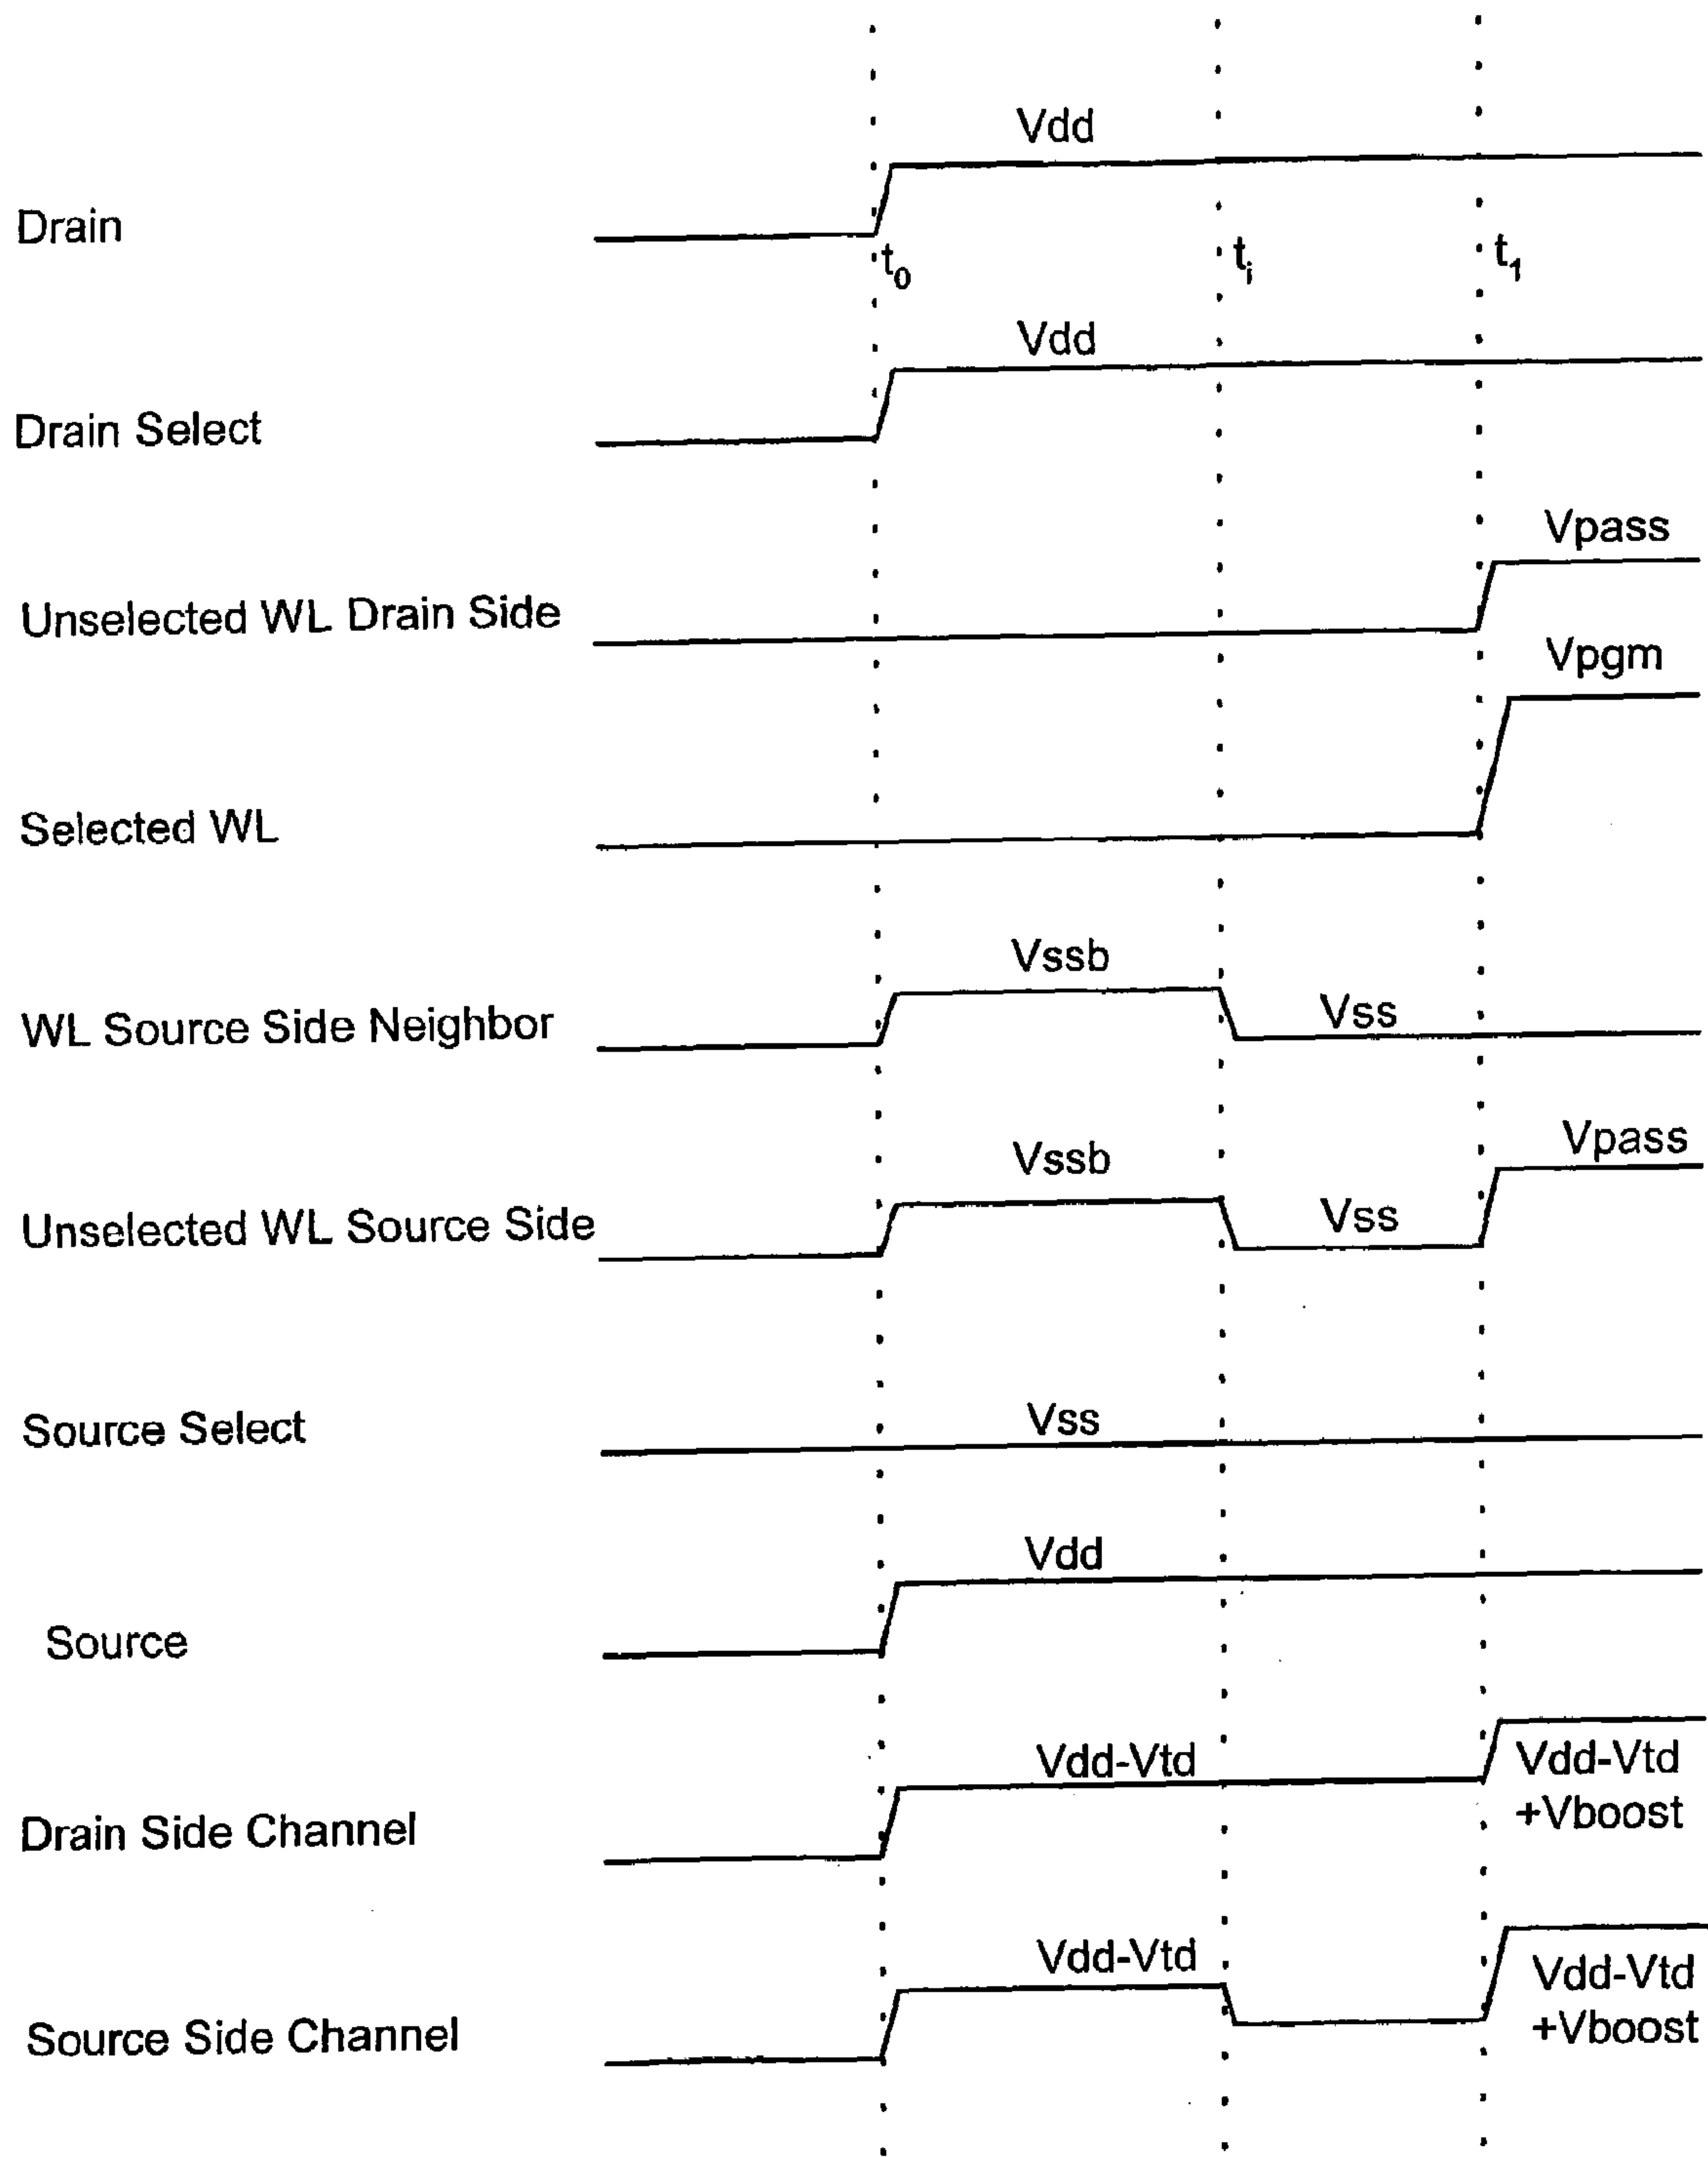 Vdd
Drain
t0
ti
t1
Vdd
Drain Select
Vpass
Unselected WL Drain Side
Vpgm
Selected WL
Vssb
WL Source Side Neighbor
Vss
Vpass
Vssb
Unselected WL Source Side
Vss
Source Select
Vss
Vdd
Source
Vdd-Vtd
Vdd-Vtd
+Vboost
Drain Side Channel
Vdd-Vtd
Vdd-Vtd
+Vboost
Source Side Channel